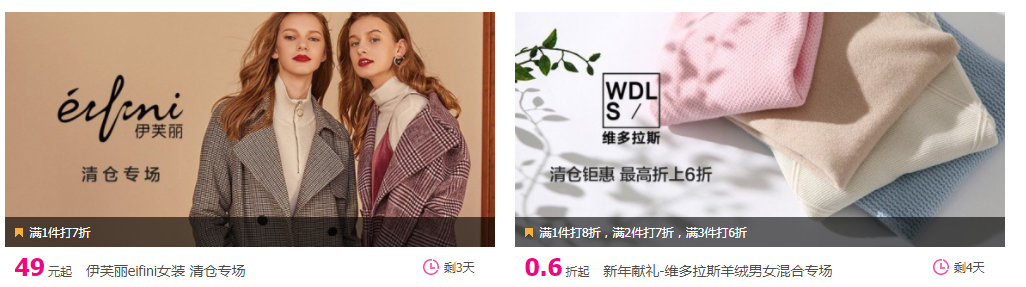 éifini
伊芙丽
清仓专场
满1件打7折
49元起 伊芙丽eifini女装 清仓专场 剩3天
WDL
S /
维多拉斯
清仓钜惠 最高折上6折
满1件打8折，满2件打7折，满3件打6折
0.6折起 新年献礼-维多拉斯羊绒男女混合专场 剩4天